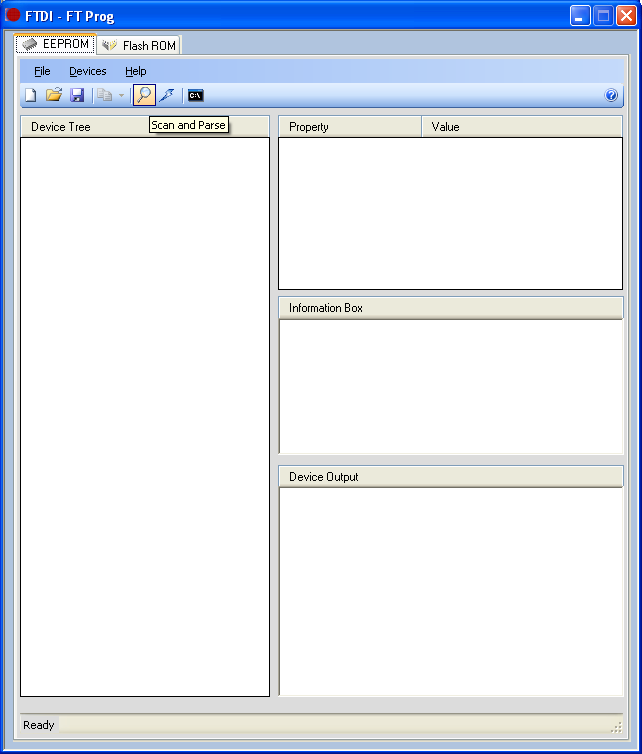 FTDI - FT Prog
EEPROM Flash ROM
File Devices Help
C:\
Scan and Parse
Device Tree
Property Value
Information Box
Device Output
Ready